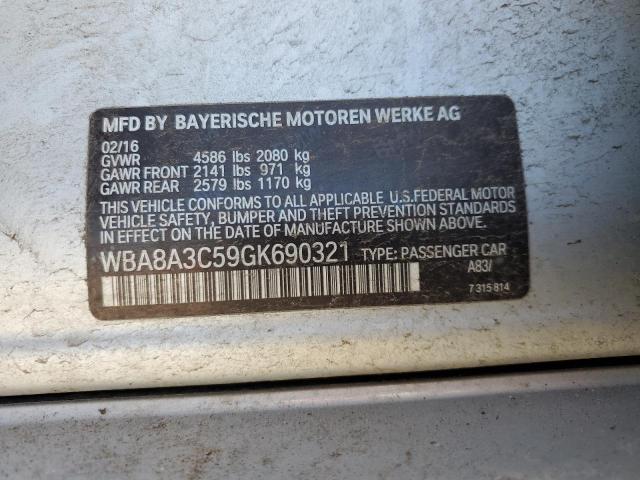 MFD BY BAYERISCHE MOTOREN WERKE AG
02/16
GVWR 4586 lbs 2080 kg
GAWR FRONT 2141 lbs 971 kg
GAWR REAR 2579 lbs 1170 kg
THIS VEHICLE CONFORMS TO ALL APPLICABLE U.S.FEDERAL MOTOR
VEHICLE SAFETY, BUMPER AND THEFT PREVENTION STANDARDS
IN EFFECT ON THE DATE OF MANUFACTURE SHOWN ABOVE.
WBA8A3C59GK690321 TYPE: PASSENGER CAR
A83/
7 315 814